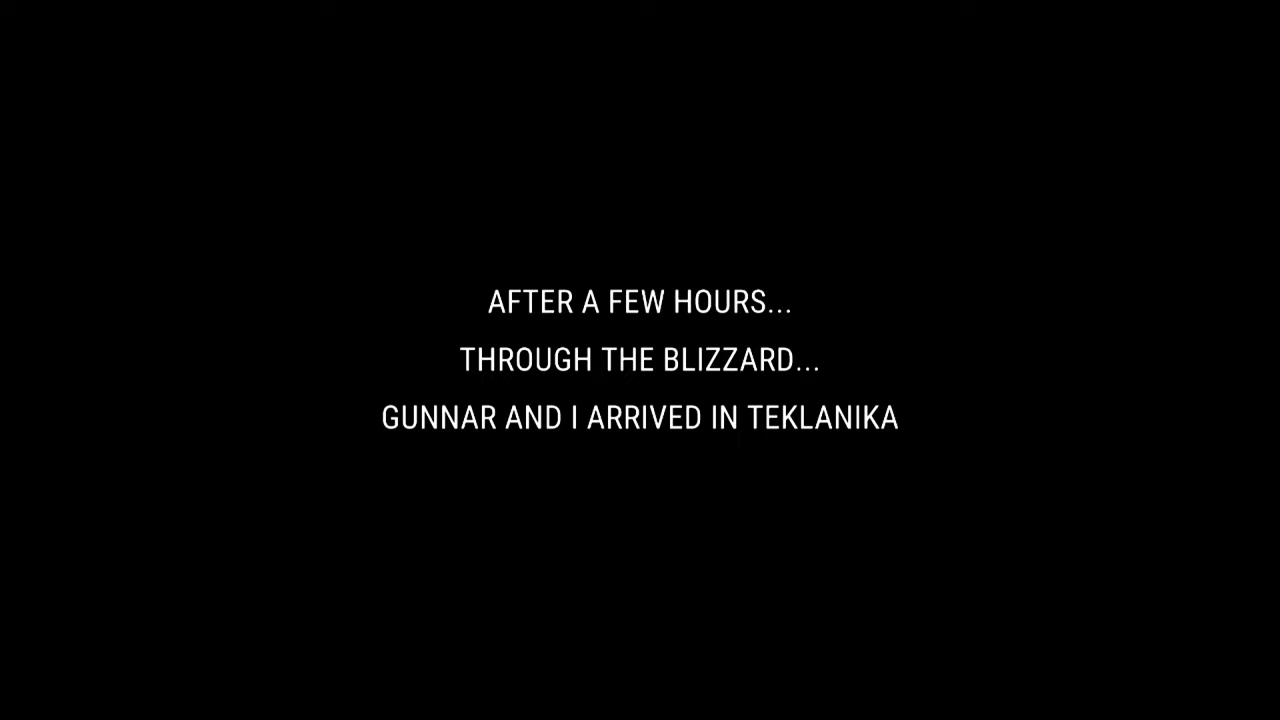 AFTER A FEW HOURS...
THROUGH THE BLIZZARD...
GUNNAR AND I ARRIVED IN TEKLANIKA